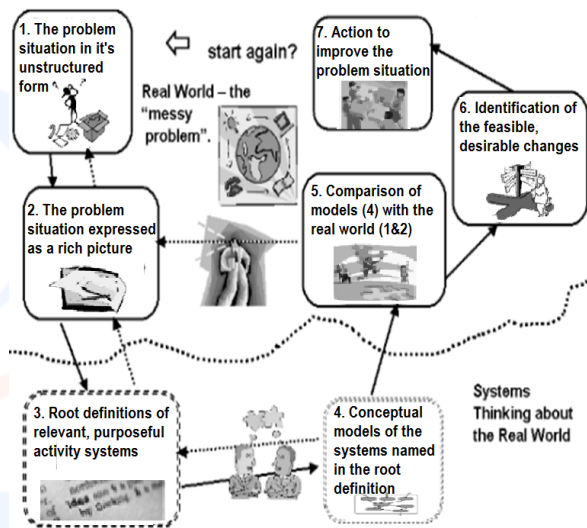 1. The problem
situation in it's
unstructured
form
start again?
7. Action to
improve the
problem situation
Real World – the
“messy
problem”.
6. Identification of
the feasible,
desirable changes
2. The problem
situation expressed
as a rich picture
5. Comparison of
models (4) with the
real world (1&2)
3. Root definitions of
relevant, purposeful
activity systems
4. Conceptual
models of the
systems named
in the root
definition
Systems
Thinking about
the Real World